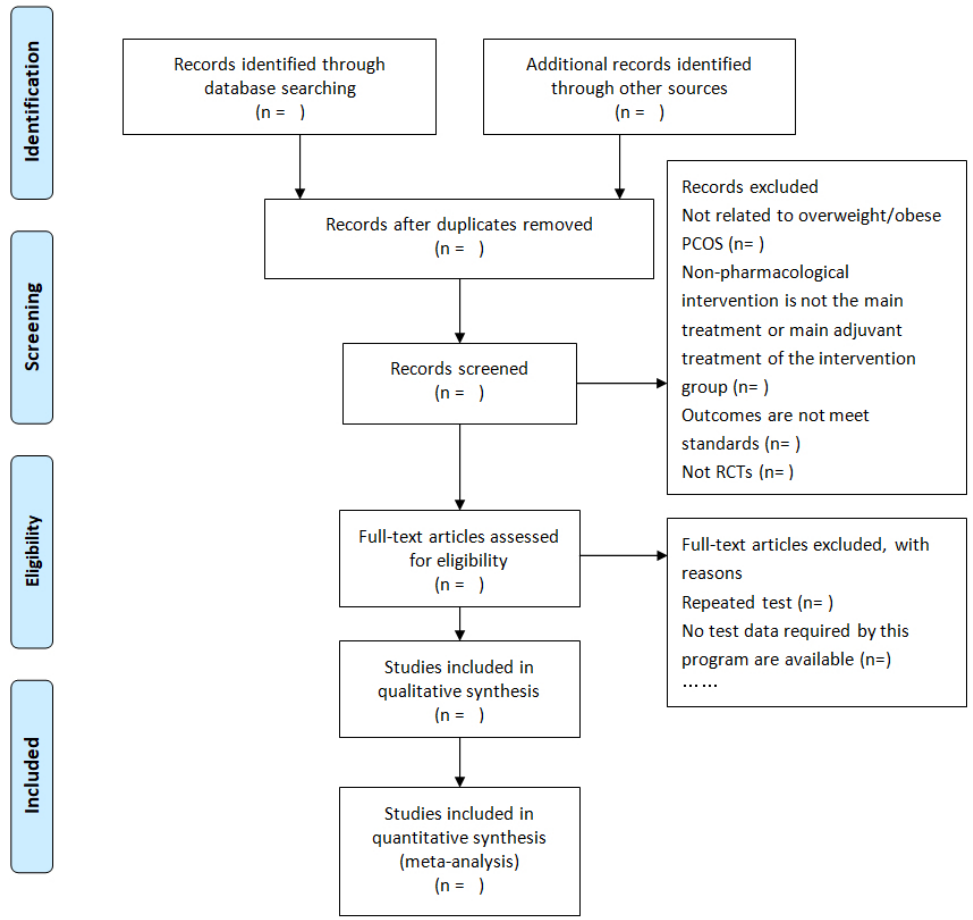 Identification
Records identified through
database searching
(n =   )
Additional records identified
through other sources
(n =   )
Records after duplicates removed
(n =   )
Screening
Records screened
(n =   )
Records excluded
Not related to overweight/obese
PCOS (n= )
Non-pharmacological
intervention is not the main
treatment or main adjuvant
treatment of the intervention
group (n= )
Outcomes are not meet
standards (n= )
Not RCTs (n= )
Eligibility
Full-text articles assessed
for eligibility
(n =   )
Full-text articles excluded, with
reasons
Repeated test (n= )
No test data required by this
program are available (n=)
……
Studies included in
qualitative synthesis
(n =   )
Included
Studies included in
quantitative synthesis
(meta-analysis)
(n =   )